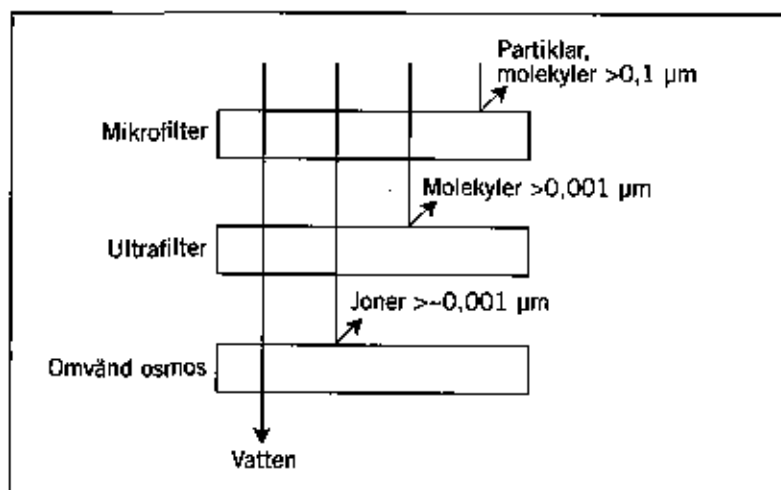 Partiklar,
molekyler >0,1 µm
Mikrofilter
Molekyler >0,001 µm
Ultrafilter
Joner >~0,001 µm
Omvänd osmos
Vatten